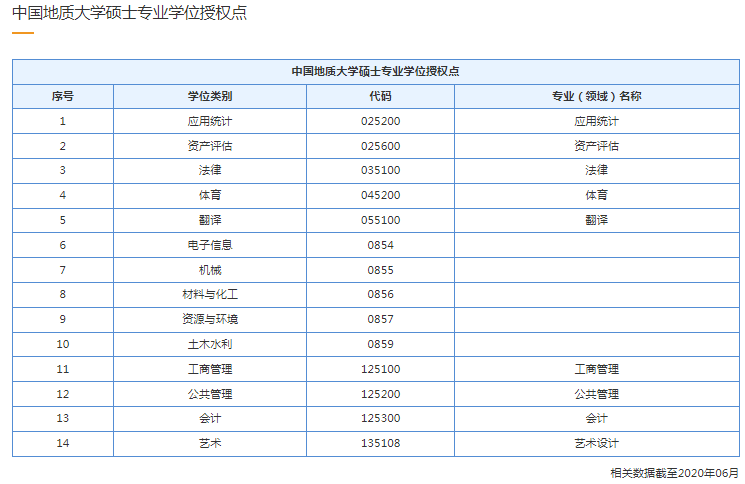 中国地质大学硕士专业学位授权点
中国地质大学硕士专业学位授权点
序号 学位类别 代码 专业（领域）名称
1 应用统计 025200 应用统计
2 资产评估 025600 资产评估
3 法律 035100 法律
4 体育 045200 体育
5 翻译 055100 翻译
6 电子信息 0854
7 机械 0855
8 材料与化工 0856
9 资源与环境 0857
10 土木水利 0859
11 工商管理 125100 工商管理
12 公共管理 125200 公共管理
13 会计 125300 会计
14 艺术 135108 艺术设计
相关数据截至2020年06月